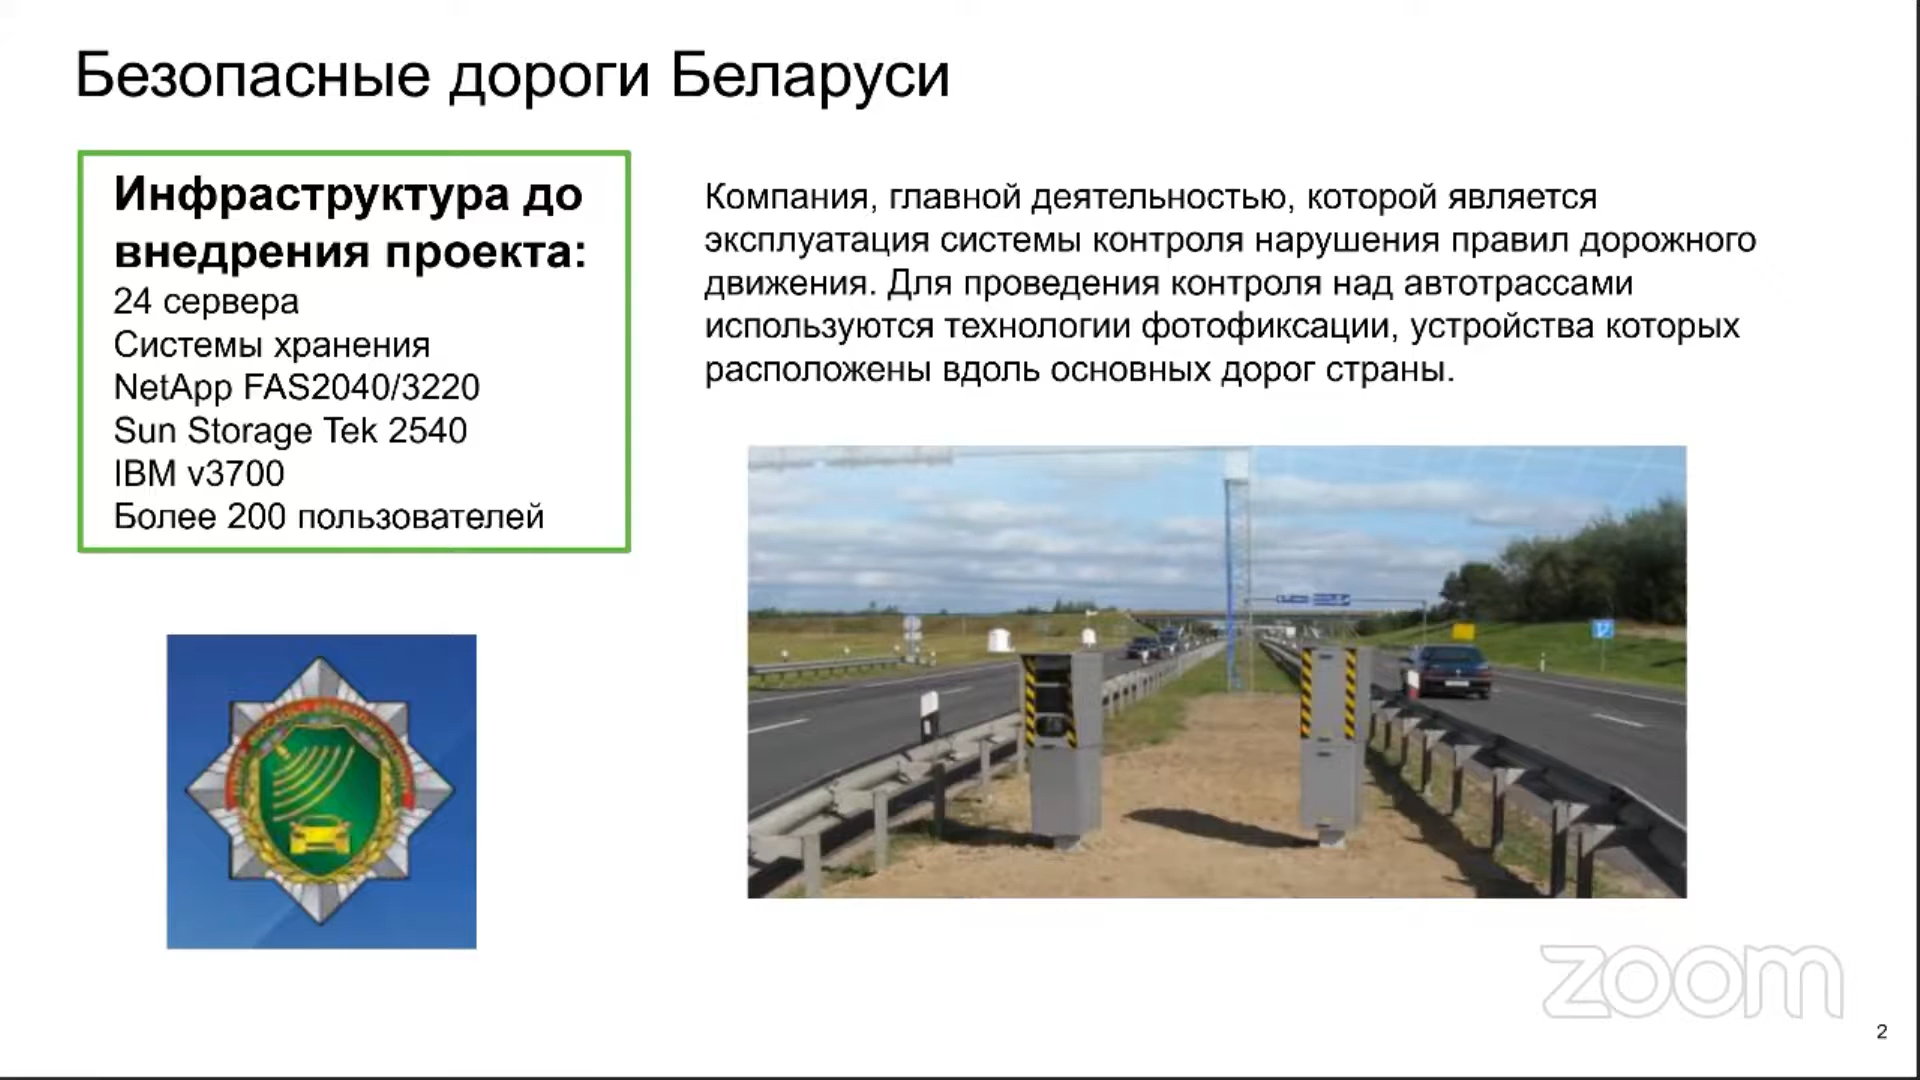 Безопасные дороги Беларуси
Инфраструктура до
внедрения проекта:
24 сервера
Системы хранения
NetApp FAS2040/3220
Sun Storage Tek 2540
IBM v3700
Более 200 пользователей
Компания, главной деятельностью, которой является
эксплуатация системы контроля нарушения правил дорожного
движения. Для проведения контроля над автотрассами
используются технологии фотофиксации, устройства которых
расположены вдоль основных дорог страны.
zoom
2